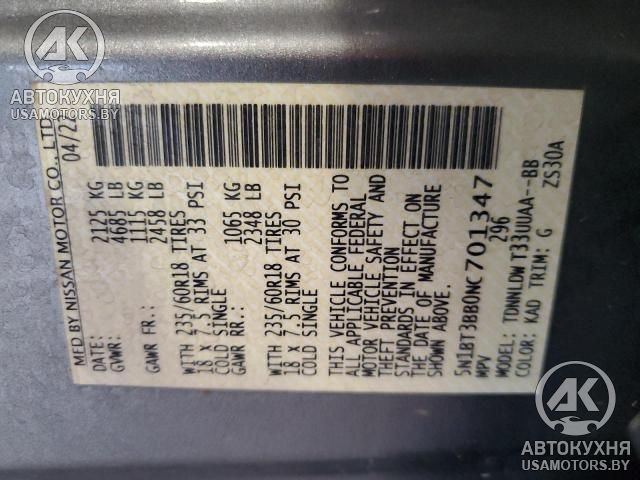 MFD BY NISSAN MOTOR CO., LTD.
DATE: 04/2
GVWR: 2125 KG
4685 LB
GAWR FR.: 1115 KG
2458 LB
WITH 235/60R18 TIRES
18 x 7.5 RIMS AT 33 PSI
COLD SINGLE
GAWR RR.: 1065 KG
2348 LB
WITH 235/60R18 TIRES
18 x 7.5 RIMS AT 30 PSI
COLD SINGLE
THIS VEHICLE CONFORMS TO
ALL APPLICABLE FEDERAL
MOTOR VEHICLE SAFETY AND
THEFT PREVENTION
STANDARDS IN EFFECT ON
THE DATE OF MANUFACTURE
SHOWN ABOVE.
5N1BT3BB0NC701347
MPV 296
MODEL: TDNNLDW T33UUAA--BB
COLOR: KAD TRIM: G ZS30A
АК
АВТОКУХНЯ
USAMOTORS.BY
АК
АВТОКУХНЯ
USAMOTORS.BY